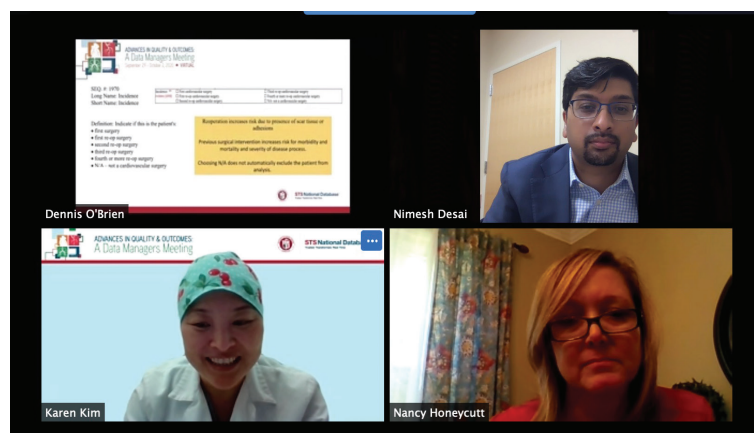 ADVANCES IN QUALITY & OUTCOMES:
A Data Managers Meeting
VIRTUAL
SEQ. #: 1970
Long Name: Incidence
Short Name: Incidence
Definition: Indicate if this is the patient's:
• first surgery
• first re-op surgery
• second re-op surgery
• third re-op surgery
• fourth or more re-op surgery
• N/A – not a cardiovascular surgery
Reoperation increases risk due to presence of scar tissue or
adhesions
Previous surgical intervention increases risk for morbidity and
mortality and severity of disease process.
Choosing N/A does not automatically exclude the patient from
analysis.
STS National Database
Dennis O'Brien
Nimesh Desai
ADVANCES IN QUALITY & OUTCOMES:
A Data Managers Meeting
STS National Datab
Karen Kim
Nancy Honeycutt